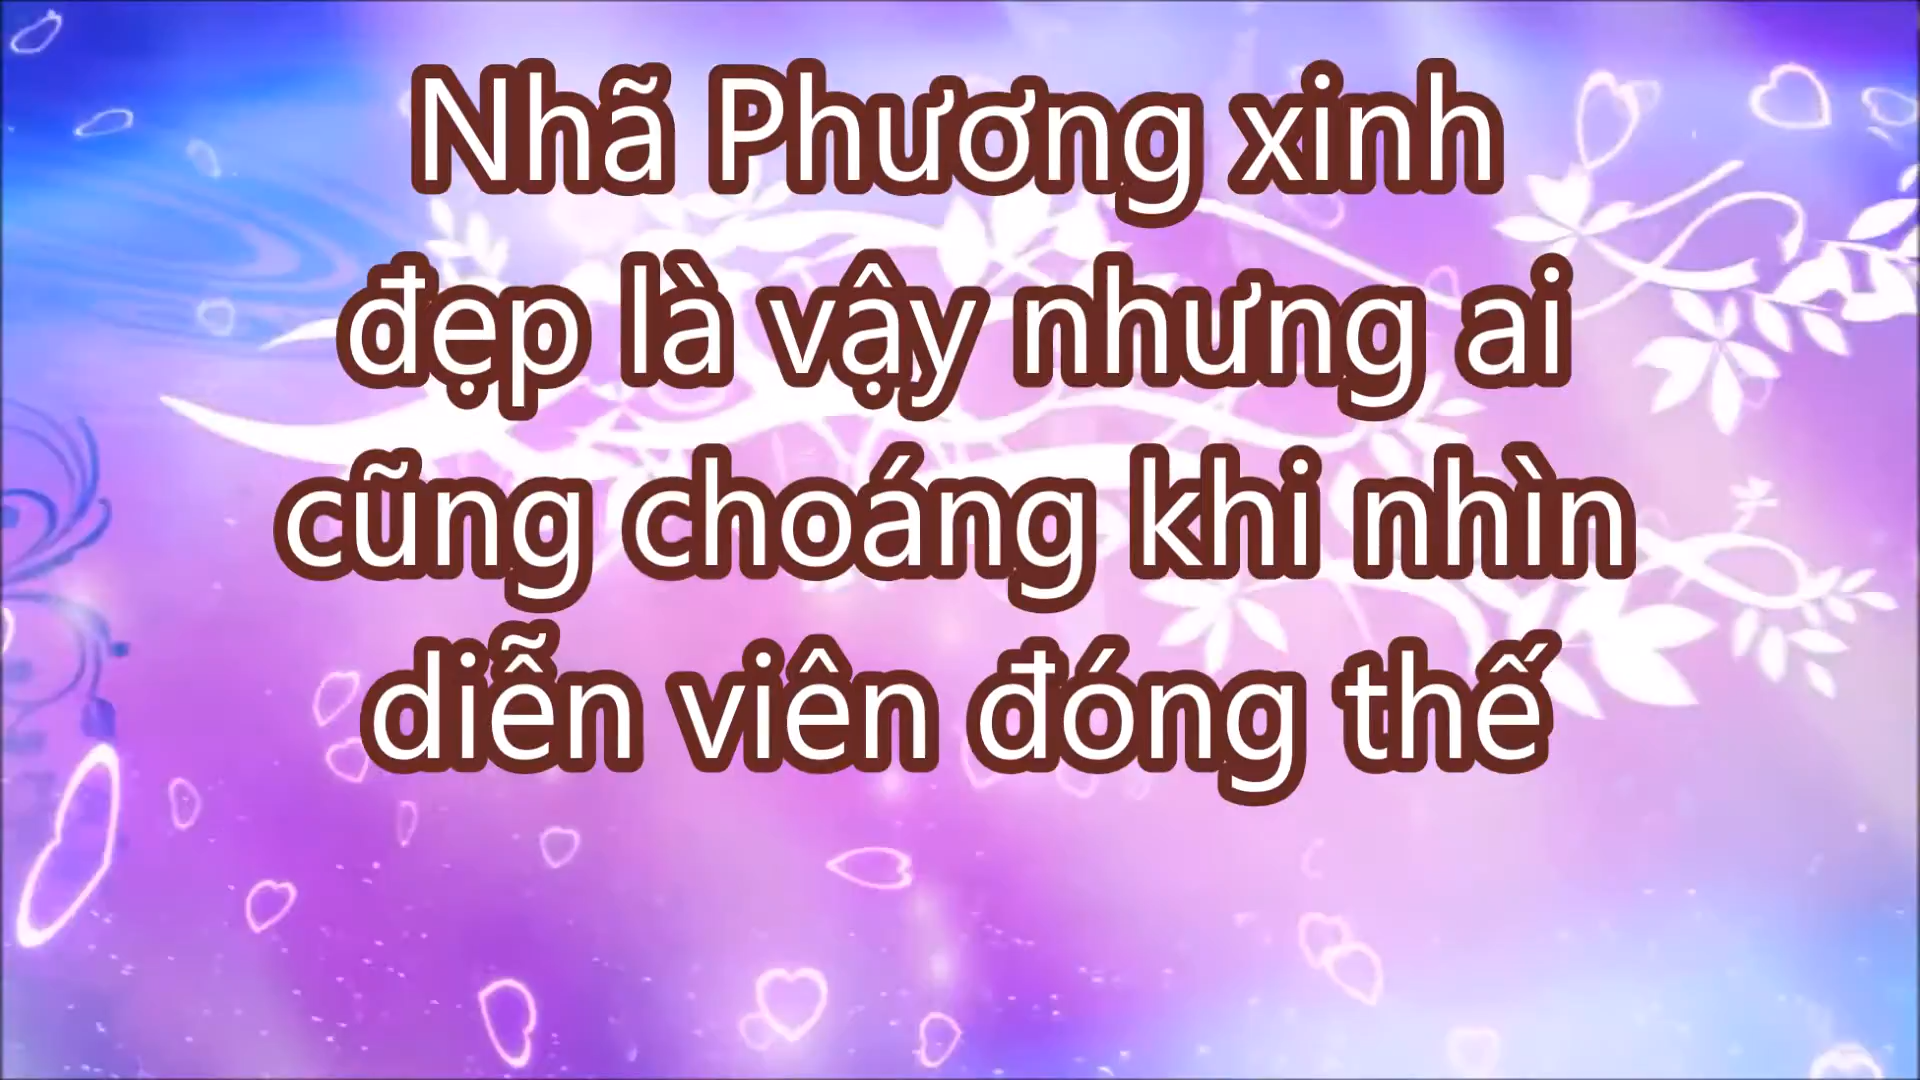 Nhã Phương xinh
đẹp là vậy nhưng ai
cũng choáng khi nhìn
diễn viên đóng thế